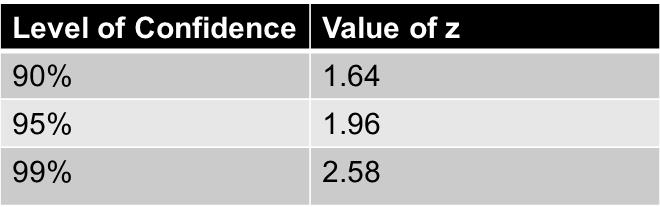 Level of Confidence Value of z
90% 1.64
95% 1.96
99% 2.58